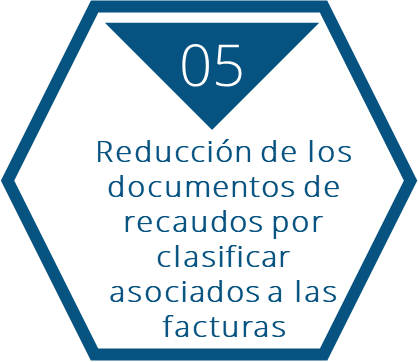 05
Reducción de los
documentos de
recaudos por
clasificar
asociados a las
facturas